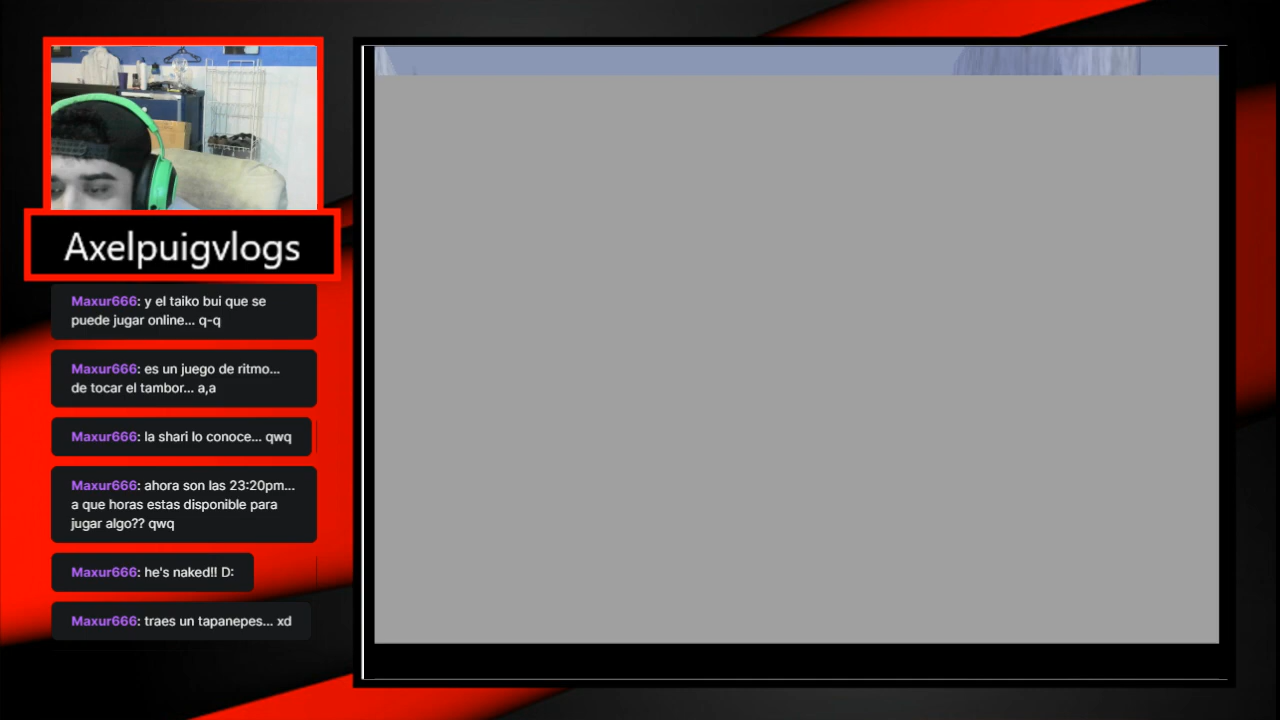 Axelpuigvlogs
Maxur666: y el taiko bui que se
puede jugar online... q-q
Maxur666: es un juego de ritmo...
de tocar el tambor... a,a
Maxur666: la shari lo conoce... qwq
Maxur666: ahora son las 23:20pm...
a que horas estas disponible para
jugar algo?? qwq
Maxur666: he's naked!! D:
Maxur666: traes un tapanepes... xd